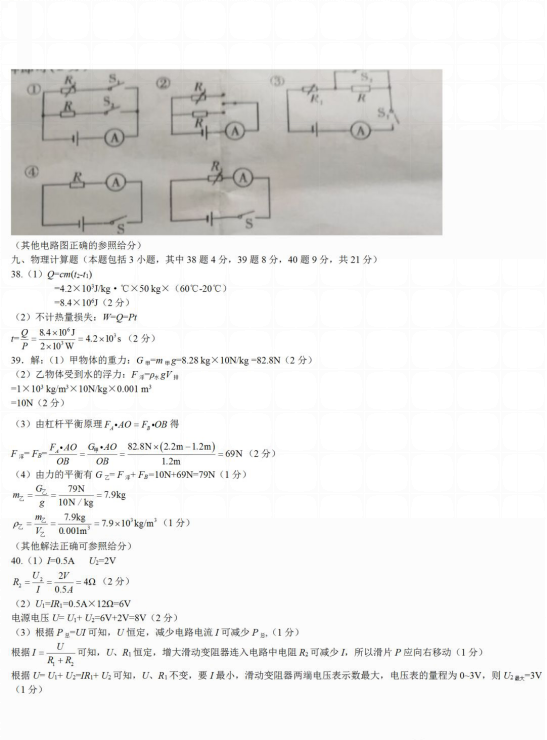 ① R S
R S
A
② R
R
A
③ S
R R
S
A
④ R A
S
R A
S
（其他电路图正确的参照给分）
九、物理计算题（本题包括 3 小题，其中 38 题 4 分，39 题 8 分，40 题 9 分，共 21 分）
38.（1）Q=cm(t₂-t₁)
=4.2×10³J/kg·℃×50 kg×（60℃-20℃）
=8.4×10⁶J（2 分）
（2）不计热量损失：W=Q=Pt
t=Q/P=8.4×10⁶J/2×10³W=4.2×10³s（2 分）
39．解：（1）甲物体的重力：G甲=m甲g=8.28 kg×10N/kg =82.8N（2 分）
（2）乙物体受到水的浮力：F浮=ρ水gV排
=1×10³ kg/m³×10N/kg×0.001 m³
=10N（2 分）
（3）由杠杆平衡原理 F_A•AO = F_B•OB 得
F浮= F_B= F_A•AO/OB = G甲•AO/OB = 82.8N×(2.2m−1.2m)/1.2m =69N（2 分）
（4）由力的平衡有 G乙= F浮+ F_B=10N+69N=79N（1 分）
m乙 = G乙/g = 79N/10N／kg = 7.9kg
ρ乙 = m乙/V乙 = 7.9kg/0.001m³ = 7.9×10³kg/m³（1 分）
（其他解法正确可参照给分）
40.（1）I=0.5A U₂=2V
R₂ = U₂/I = 2V/0.5A = 4Ω（2 分）
（2）U₁=IR₁=0.5A×12Ω=6V
电源电压 U= U₁+ U₂=6V+2V=8V（2 分）
（3）根据 P总=UI 可知，U 恒定，减少电路电流 I 可减少 P总，（1 分）
根据 I = U/R₁ + R₂ 可知，U、R₁ 恒定，增大滑动变阻器连入电路中电阻 R₂ 可减少 I，所以滑片 P 应向右移动（1 分）
根据 U= U₁+ U₂=IR₁+ U₂ 可知，U、R₁ 不变，要 I 最小，滑动变阻器两端电压表示数最大，电压表的量程为 0~3V，则 U₂最大=3V
（1 分）